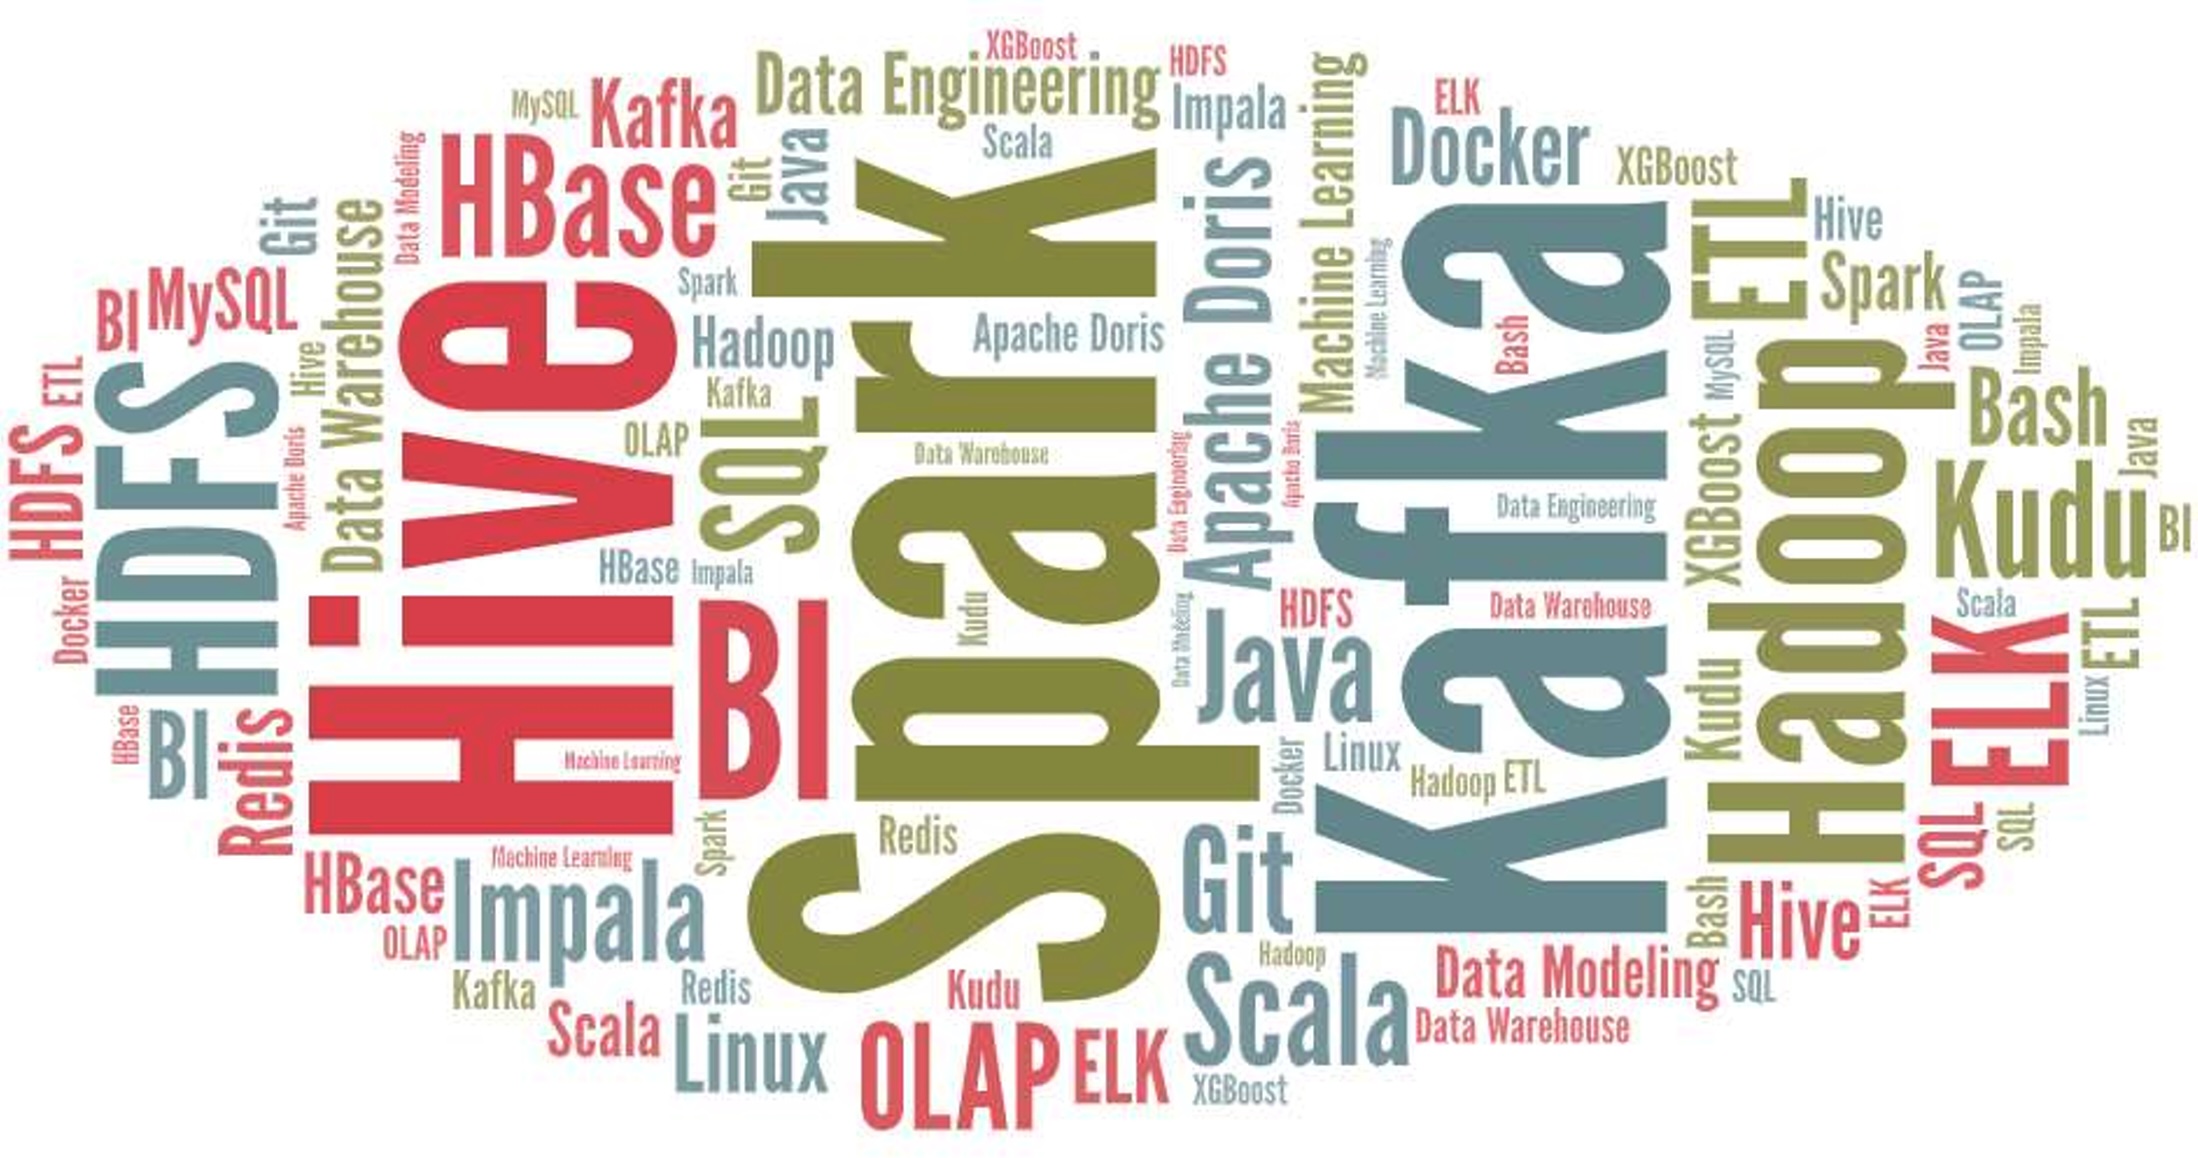 XGBoost
Data Engineering
HDFS
MySQL
Kafka
Impala
Machine Learning
ELK
Docker
Scala
Java
Git
Data Modeling
HBase
XGBoost
Git
Data Warehouse
Spark
Apache Doris
Machine Learning
ETL
Hive
Spark
BI
MySQL
Hive
Hadoop
Apache Doris
Bash
MySQL
Java
OLAP
Impala
ETL
HDFS
HDFS
Apache Doris
Hive
Kafka
OLAP
SQL
Spark
Data Warehouse
Data Engineering
Apache Doris
Kafka
Data Engineering
XGBoost
Hadoop
Bash
Java
Kudu
BI
Docker
HBase
Impala
Kudu
Data Modeling
HDFS
Data Warehouse
Scala
BI
Java
Kudu
ELK
ETL
Linux
HBase
BI
Redis
Machine Learning
Docker
Linux
Hadoop
ETL
SQL
SQL
Spark
Redis
Git
HBase
Machine Learning
Impala
OLAP
Bash
Hive
ELK
Hadoop
Kafka
Redis
Kudu
Scala
Data Modeling
SQL
Scala
Linux
OLAP
ELK
Data Warehouse
XGBoost